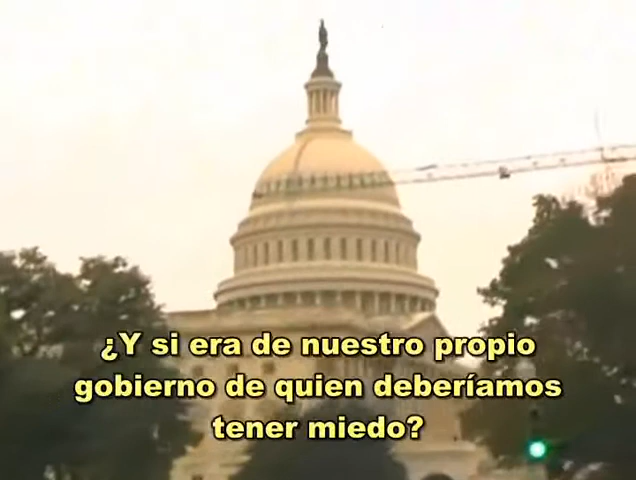 ¿Y si era de nuestro propio
gobierno de quien deberíamos
tener miedo?